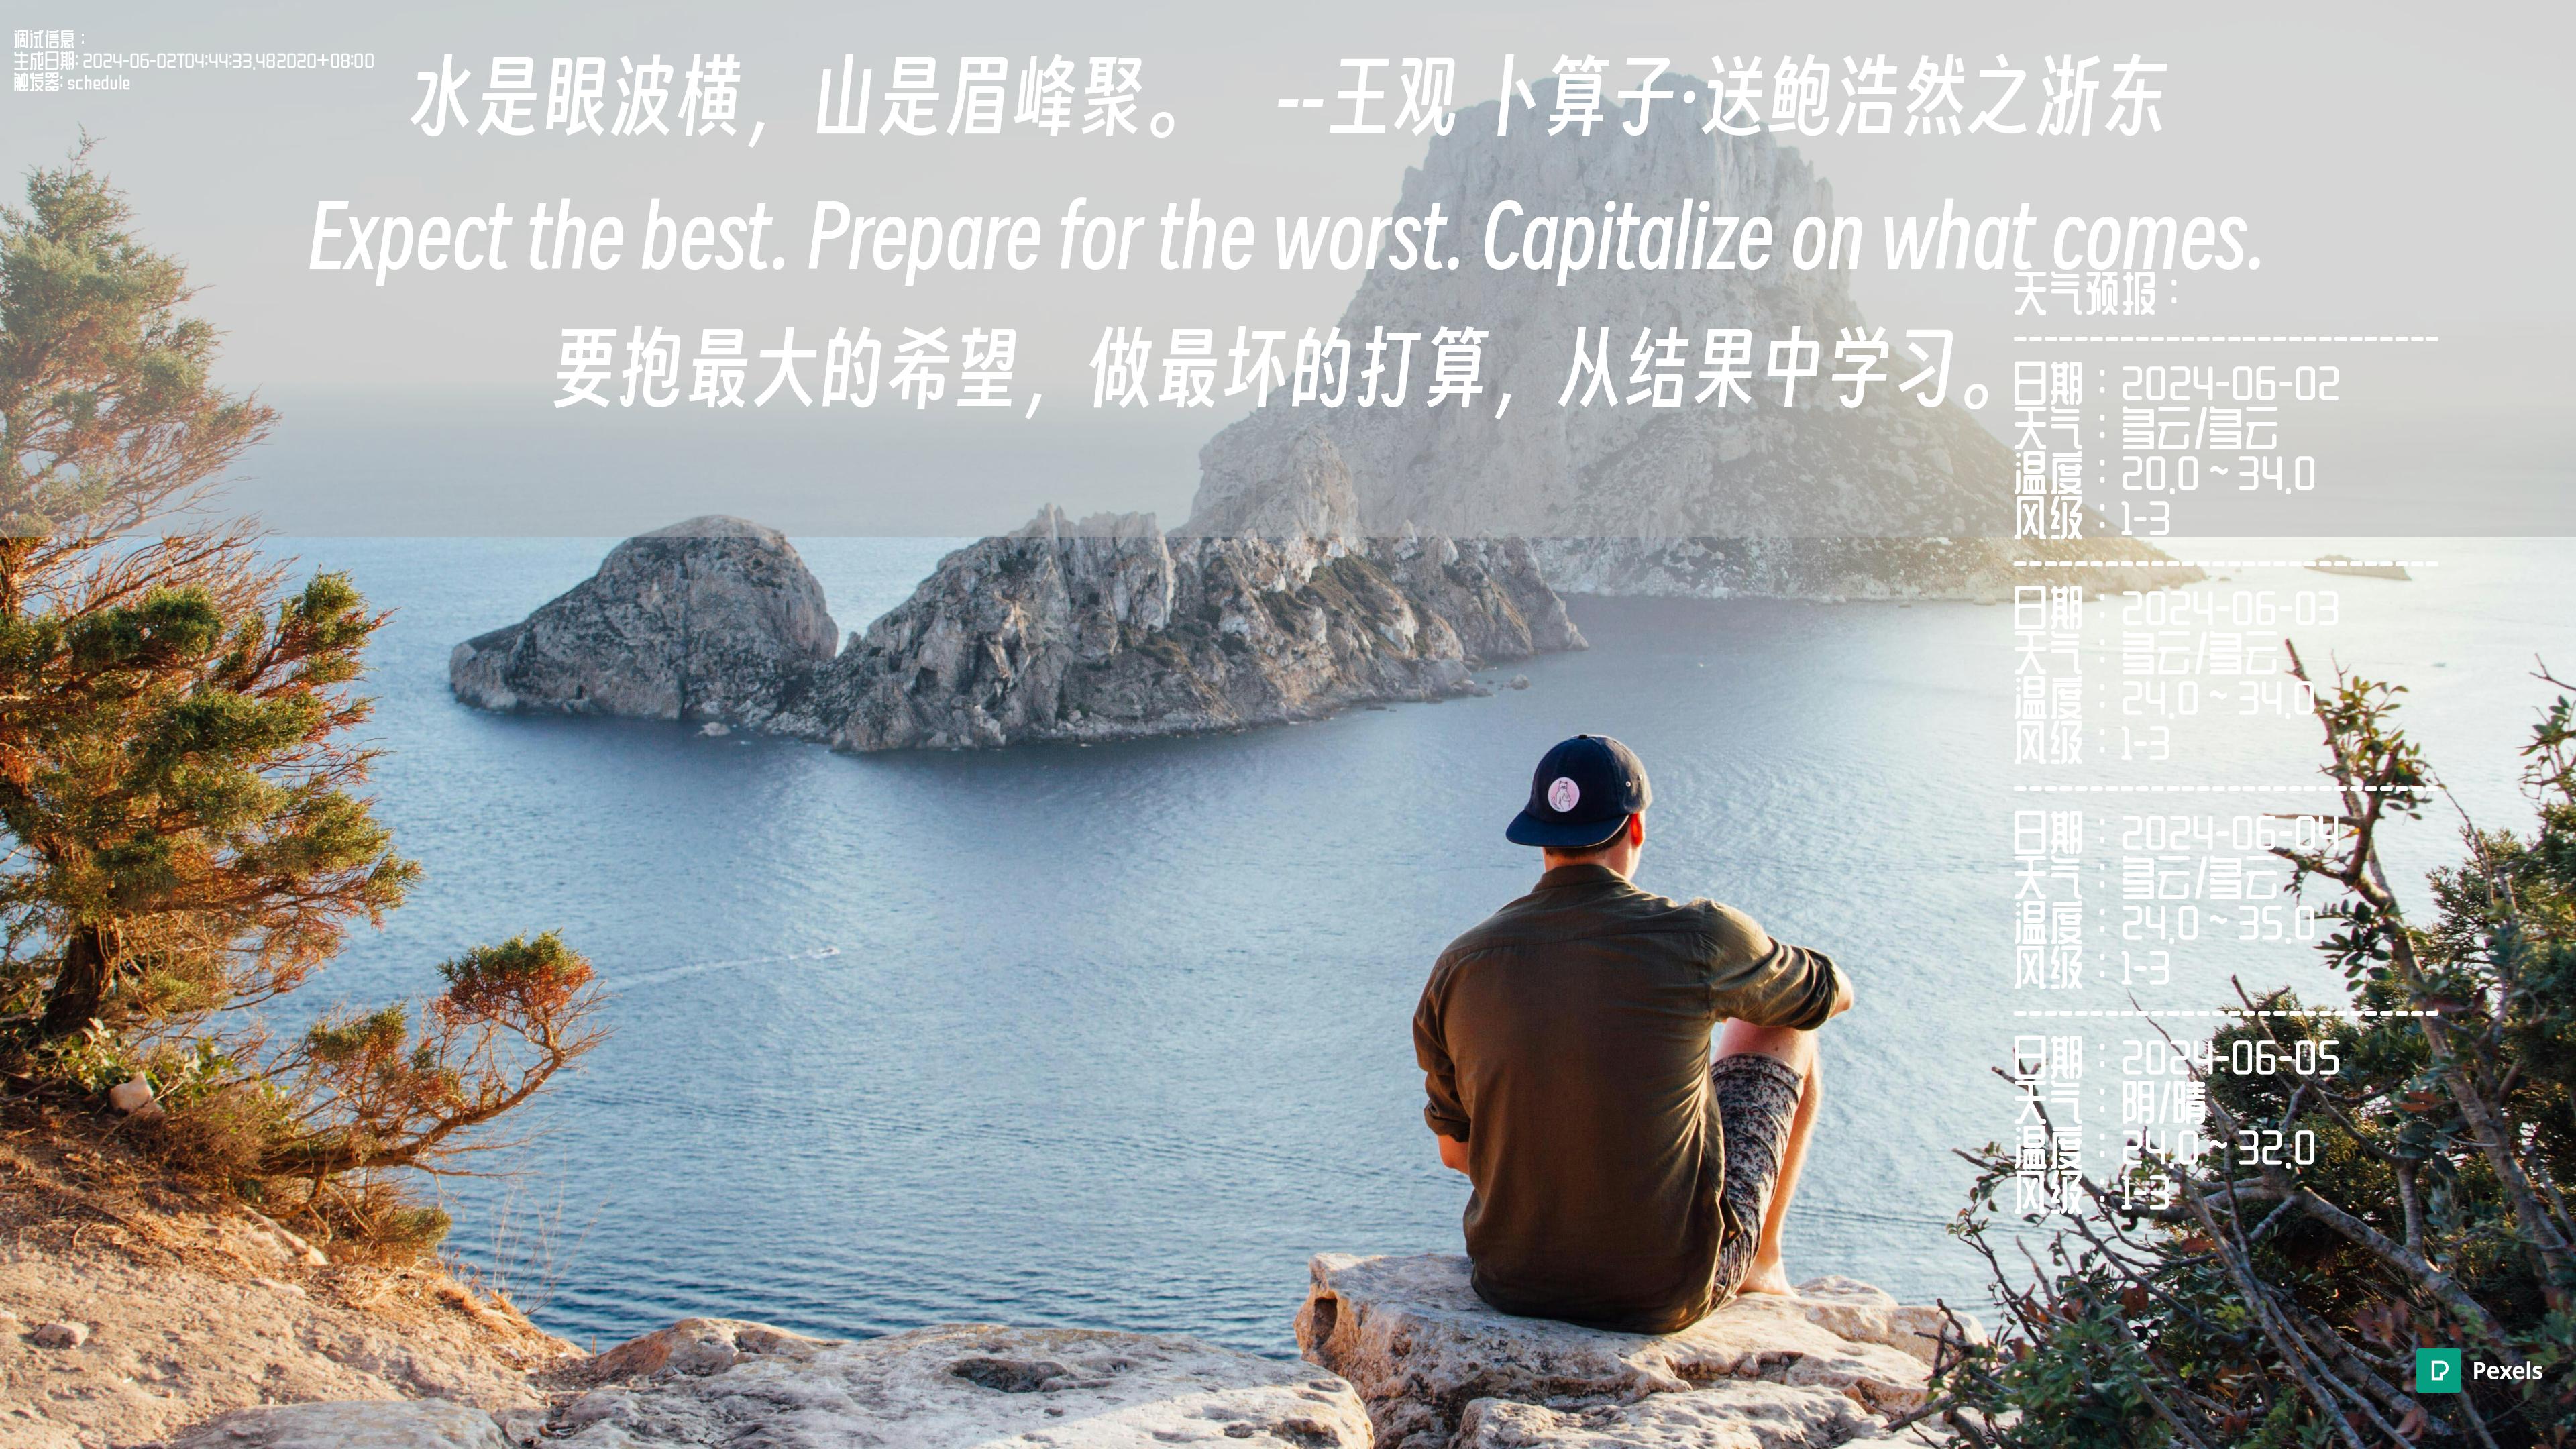 调试信息：
生成日期: 2024-06-02T04:44:33.482020+08:00
触发器: schedule
水是眼波横，山是眉峰聚。 --王观 卜算子·送鲍浩然之浙东
Expect the best. Prepare for the worst. Capitalize on what comes.
要抱最大的希望，做最坏的打算，从结果中学习。
天气预报：
------------------------------
日期：2024-06-02
天气：多云/多云
温度：20.0 ~ 34.0
风级：1-3
------------------------------
日期：2024-06-03
天气：多云/多云
温度：24.0 ~ 34.0
风级：1-3
------------------------------
日期：2024-06-04
天气：多云/多云
温度：24.0 ~ 35.0
风级：1-3
------------------------------
日期：2024-06-05
天气：阴/晴
温度：24.0 ~ 32.0
风级：1-3
Pexels